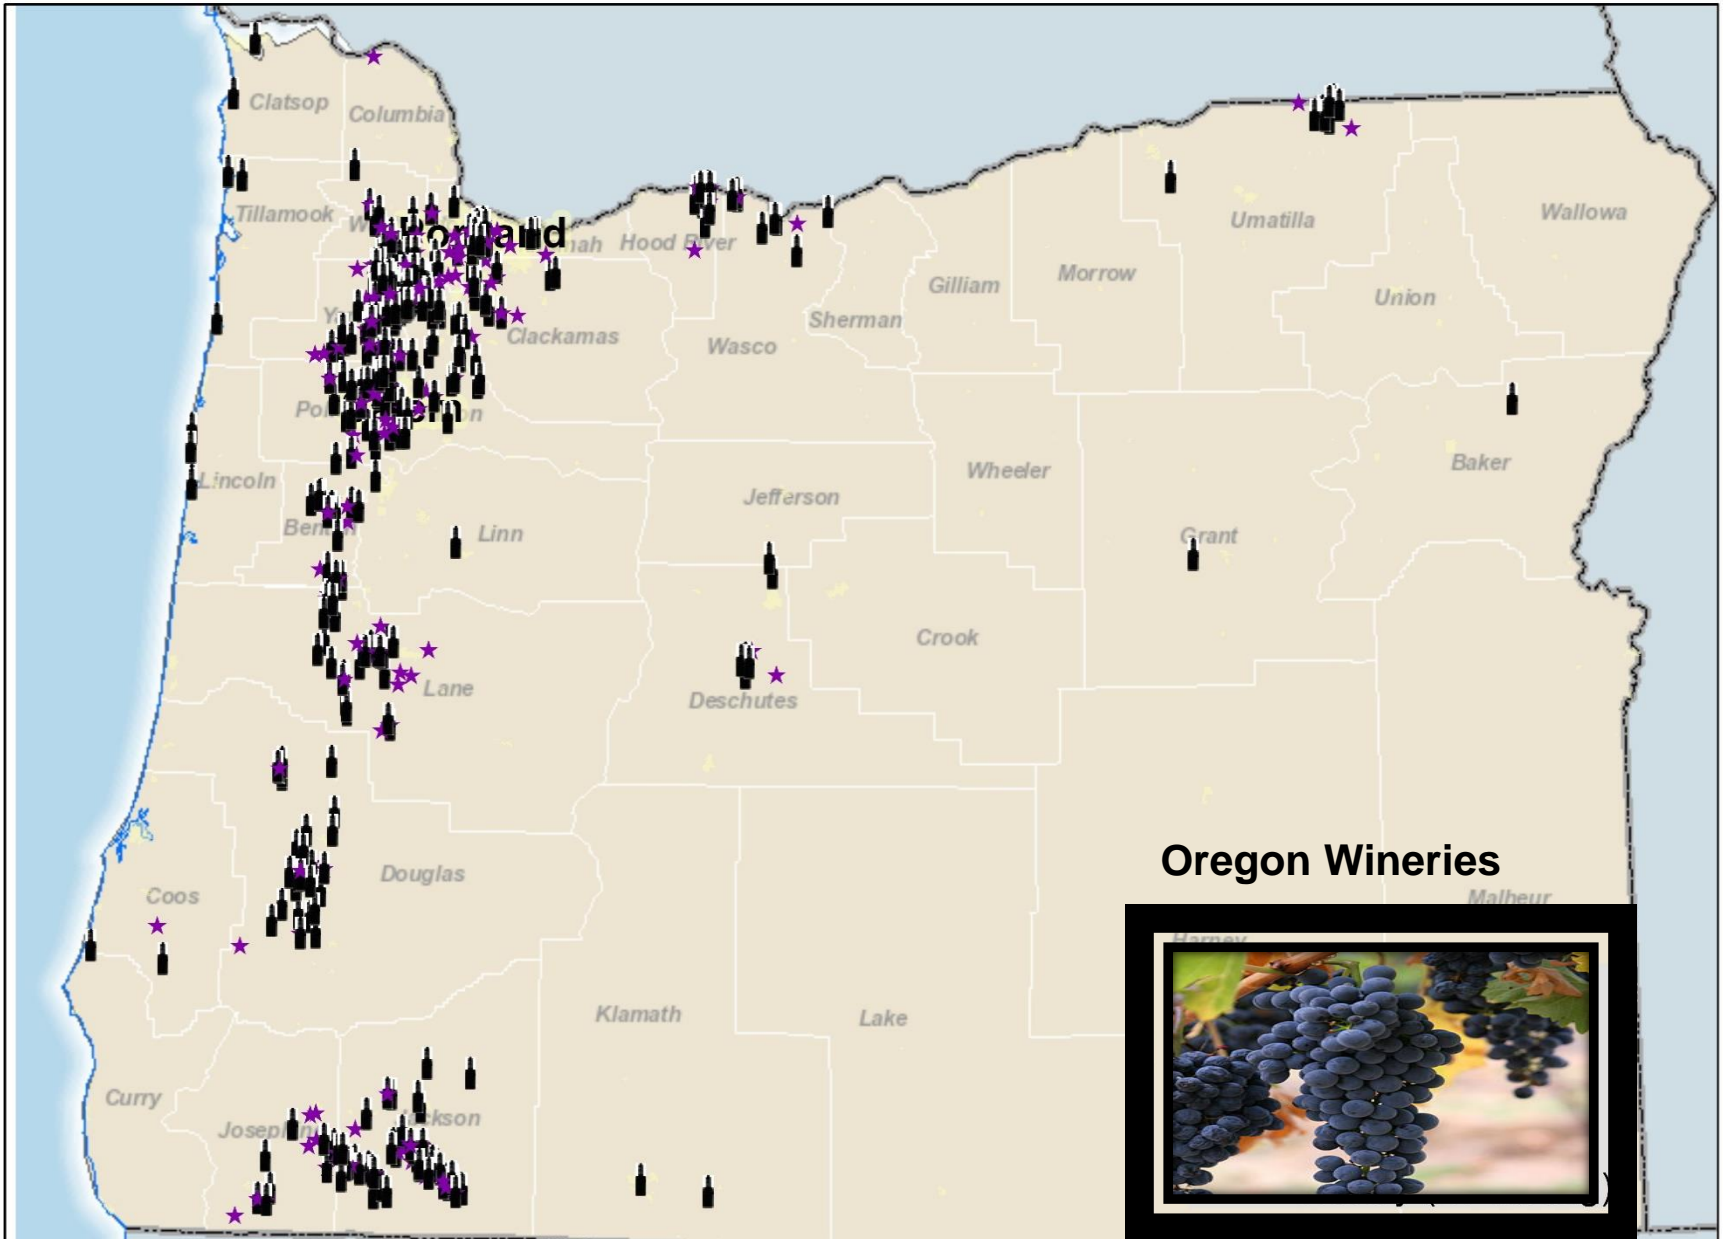 Clatsop
Columbia
Tillamook
Hood River
Umatilla
Wallowa
Gilliam
Morrow
Union
Sherman
Clackamas
Wasco
Lincoln
Jefferson
Wheeler
Baker
Linn
Grant
Crook
Lane
Deschutes
Oregon Wineries
Douglas
Coos
Malheur
Harney
Klamath
Lake
Curry